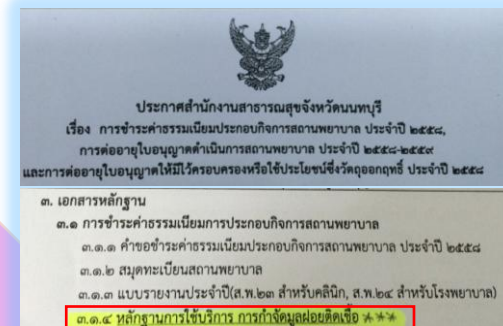 ประกาศสำนักงานสาธารณสุขจังหวัดนนทบุรี
เรื่อง การชำระค่าธรรมเนียมประกอบกิจการสถานพยาบาล ประจำปี ๒๕๕๘,
การต่ออายุใบอนุญาตดำเนินการสถานพยาบาล ประจำปี ๒๕๕๘-๒๕๕๙
และการต่ออายุใบอนุญาตให้มีไว้ครอบครองหรือใช้ประโยชน์ซึ่งวัตถุออกฤทธิ์ ประจำปี ๒๕๕๘
๓. เอกสารหลักฐาน
๓.๑ การชำระค่าธรรมเนียมการประกอบกิจการสถานพยาบาล
๓.๑.๑ คำขอชำระค่าธรรมเนียมประกอบกิจการสถานพยาบาล ประจำปี ๒๕๕๘
๓.๑.๒ สมุดทะเบียนสถานพยาบาล
๓.๑.๓ แบบรายงานประจำปี(ส.พ.๒๓ สำหรับคลินิก, ส.พ.๒๔ สำหรับโรงพยาบาล)
๓.๑.๔ หลักฐานการใช้บริการ การกำจัดมูลฝอยติดเชื้อ ***